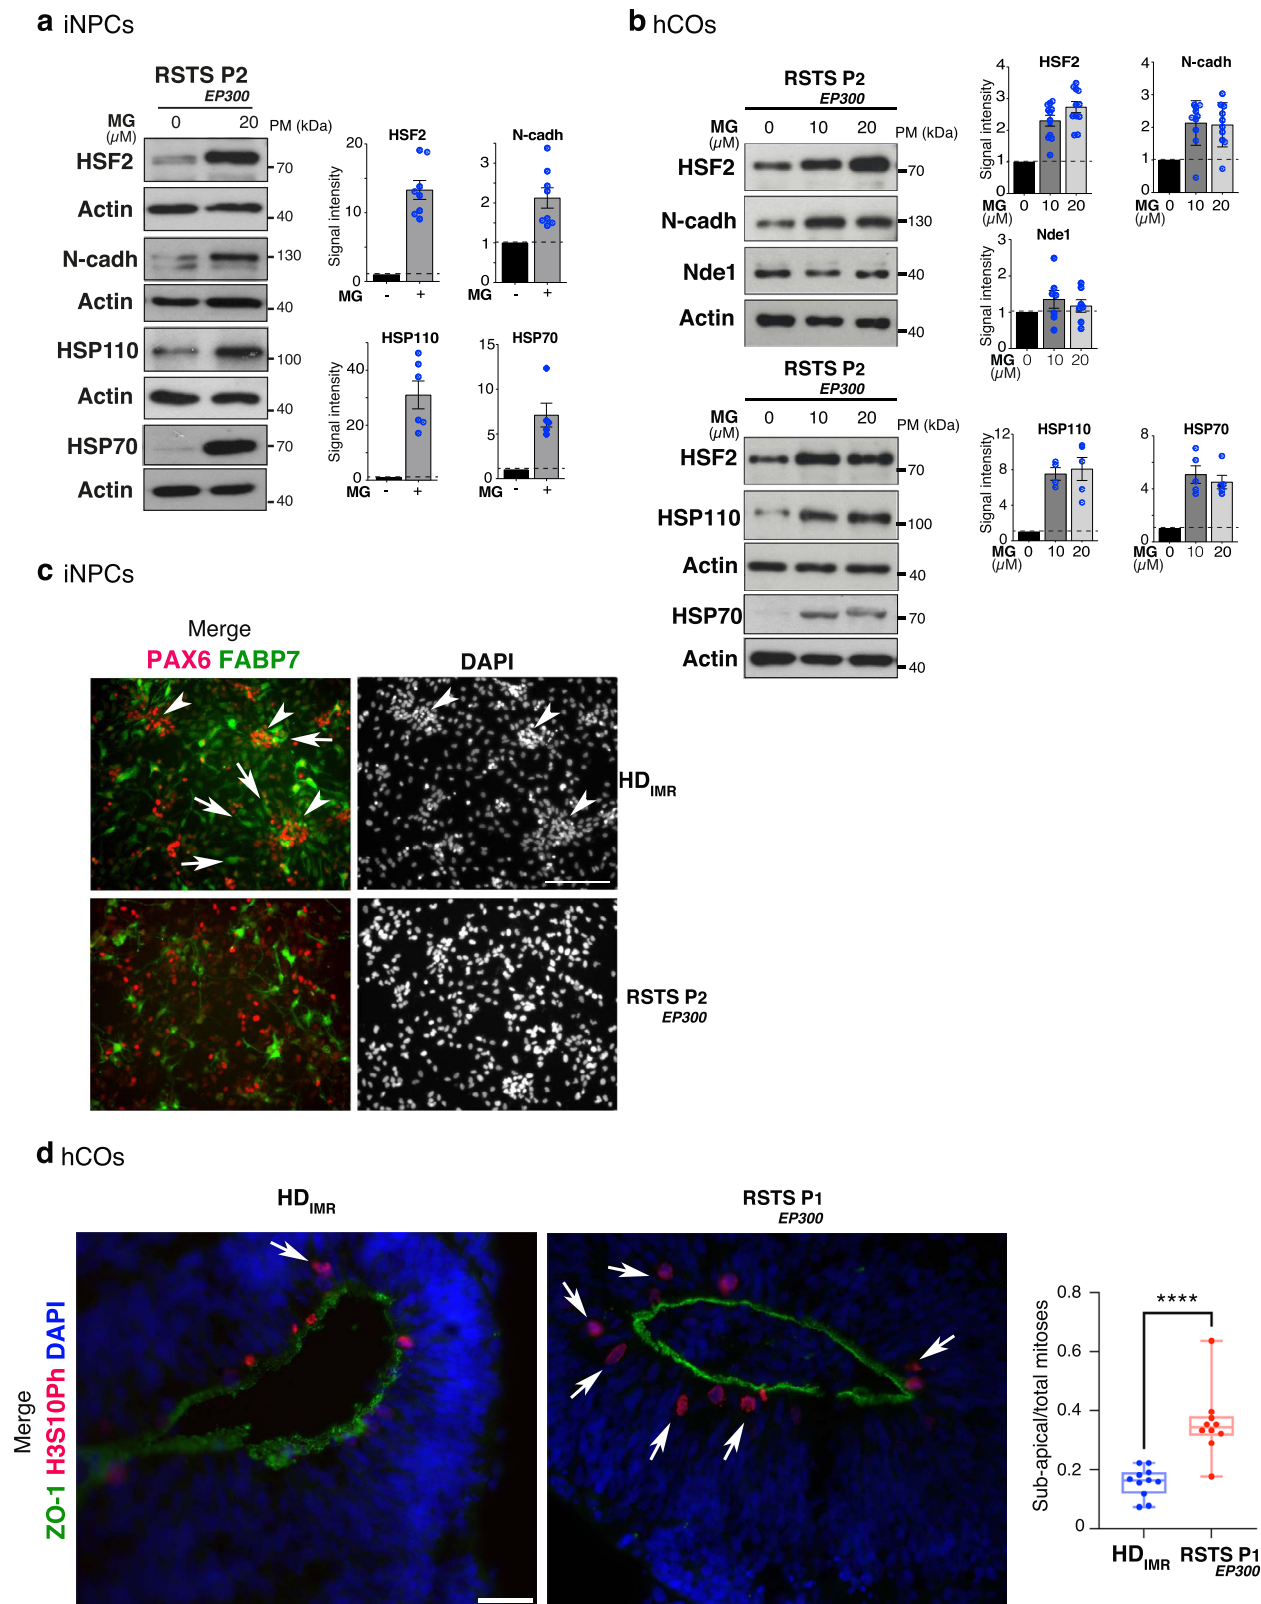 a iNPCs
RSTS P2
EP300
MG 0 20 PM (kDa)
(µM)
HSF2 70
Actin 40
N-cadh 130
Actin 40
HSP110 100
Actin 40
HSP70 70
Actin 40
HSF2
Signal intensity
20
10
0
MG - +
N-cadh
3
2
1
0
MG - +
HSP110
Signal intensity
40
20
0
MG - +
HSP70
15
10
5
0
MG - +
b hCOs
RSTS P2
EP300
MG 0 10 20 PM (kDa)
(µM)
HSF2 70
N-cadh 130
Nde1 40
Actin 40
RSTS P2
EP300
MG 0 10 20 PM (kDa)
(µM)
HSF2 70
HSP110 100
Actin 40
HSP70 70
Actin 40
HSF2
Signal intensity
4
3
2
1
0
MG 0 10 20
(µM)
N-cadh
4
3
2
1
0
MG 0 10 20
(µM)
Nde1
Signal intensity
3
2
1
0
MG 0 10 20
(µM)
HSP110
Signal intensity
12
8
4
0
MG 0 10 20
(µM)
HSP70
8
4
0
MG 0 10 20
(µM)
c iNPCs
Merge
PAX6 FABP7 DAPI
HDIMR
RSTS P2
EP300
d hCOs
HDIMR
RSTS P1
EP300
Merge
ZO-1 H3S10Ph DAPI
Sub-apical/total mitoses
0.8
0.6
0.4
0.2
0
****
HDIMR
RSTS P1
EP300